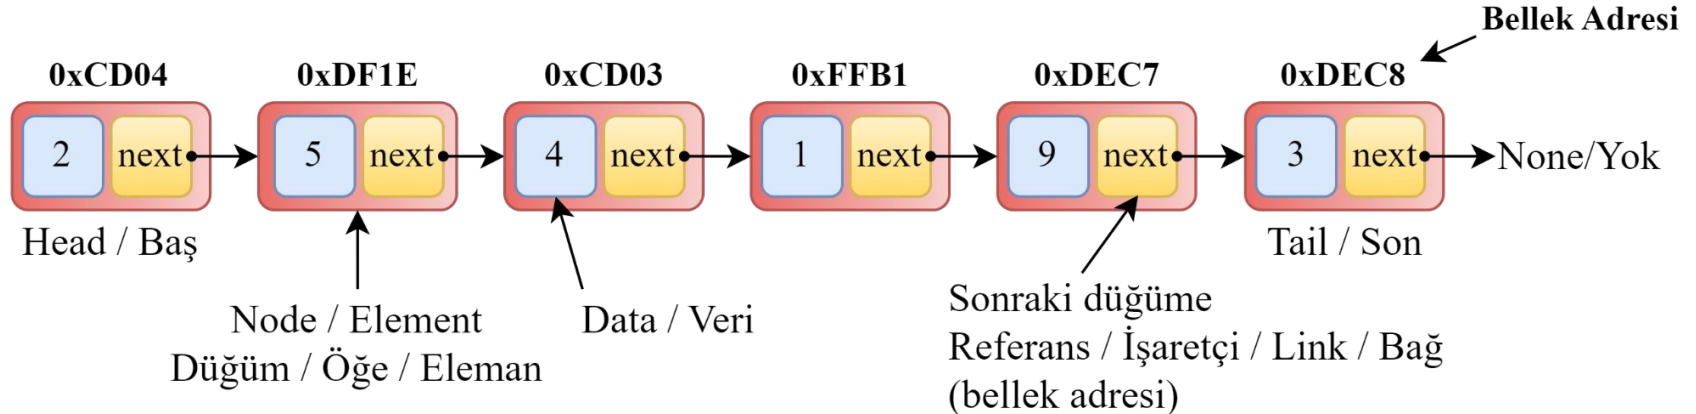 Bellek Adresi
0xCD04 0xDF1E 0xCD03 0xFFB1 0xDEC7 0xDEC8
2 next 5 next 4 next 1 next 9 next 3 next None/Yok
Head / Baş
Tail / Son
Node / Element
Düğüm / Öğe / Eleman
Data / Veri
Sonraki düğüme
Referans / İşaretçi / Link / Bağ
(bellek adresi)